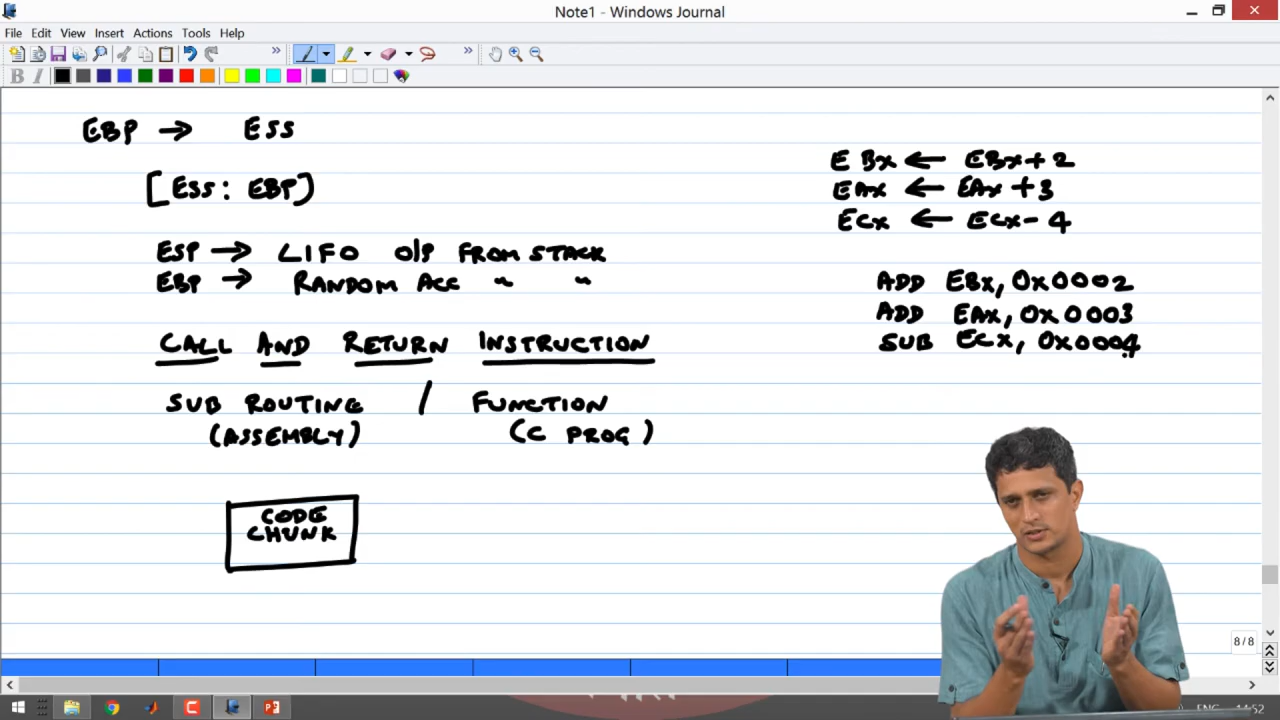 Note1 - Windows Journal
File Edit View Insert Actions Tools Help
EBP → ESS
[ESS: EBP]
ESP → LIFO O/P FROM STACK
EBP → RANDOM ACC " "
CALL AND RETURN INSTRUCTION
SUB ROUTING / FUNCTION
(ASSEMBLY) (C PROG)
CODE
CHUNK
EBx ← EBx + 2
EAx ← EAx + 3
ECx ← ECx - 4
ADD EBx, 0x0002
ADD EAx, 0x0003
SUB ECx, 0x0004
8 / 8